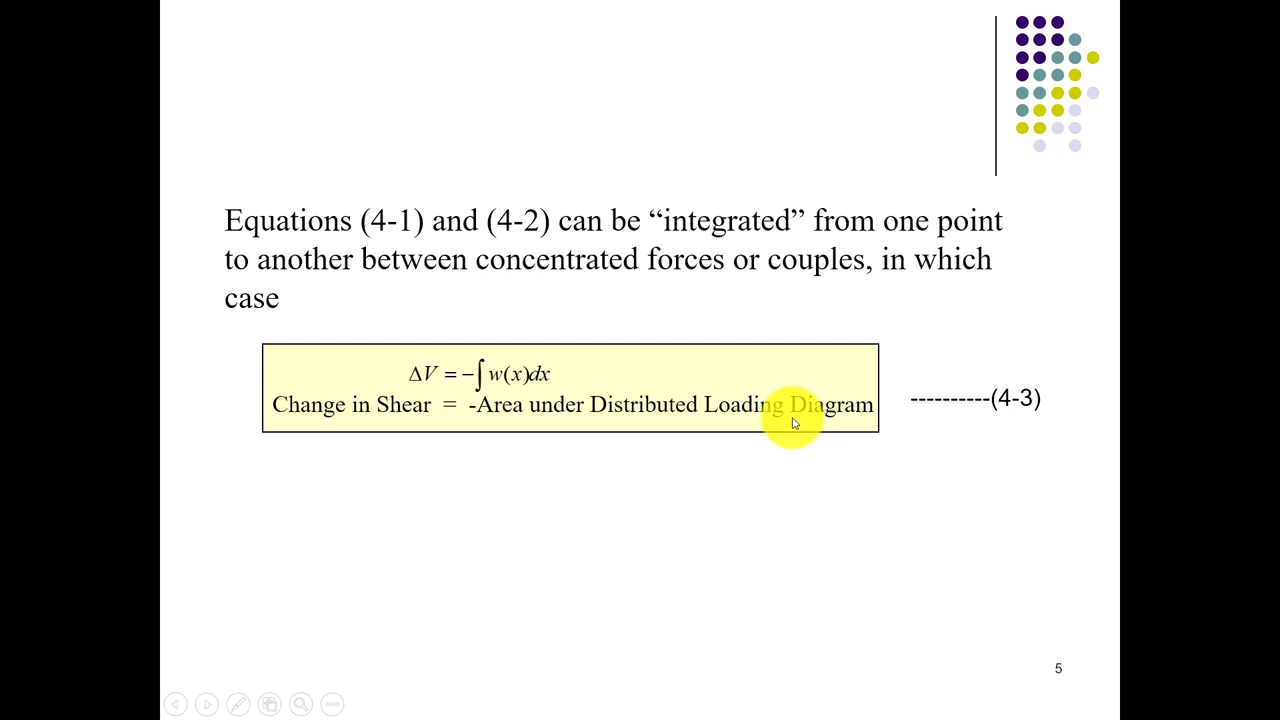 Equations (4-1) and (4-2) can be “integrated” from one point
to another between concentrated forces or couples, in which
case
ΔV = −∫ w(x)dx
Change in Shear = -Area under Distributed Loading Diagram
----------(4-3)
5